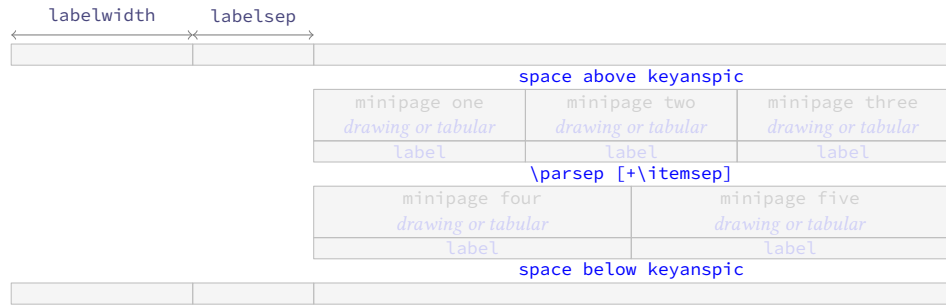 labelwidth labelsep
space above keyanspic
minipage one minipage two minipage three
drawing or tabular drawing or tabular drawing or tabular
label label label
\parsep [+\itemsep]
minipage four minipage five
drawing or tabular drawing or tabular
label label
space below keyanspic